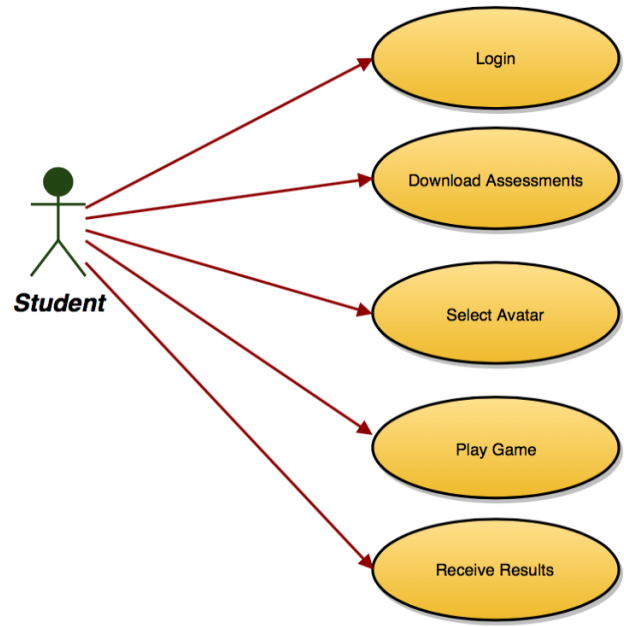 Login
Download Assessments
Student
Select Avatar
Play Game
Receive Results